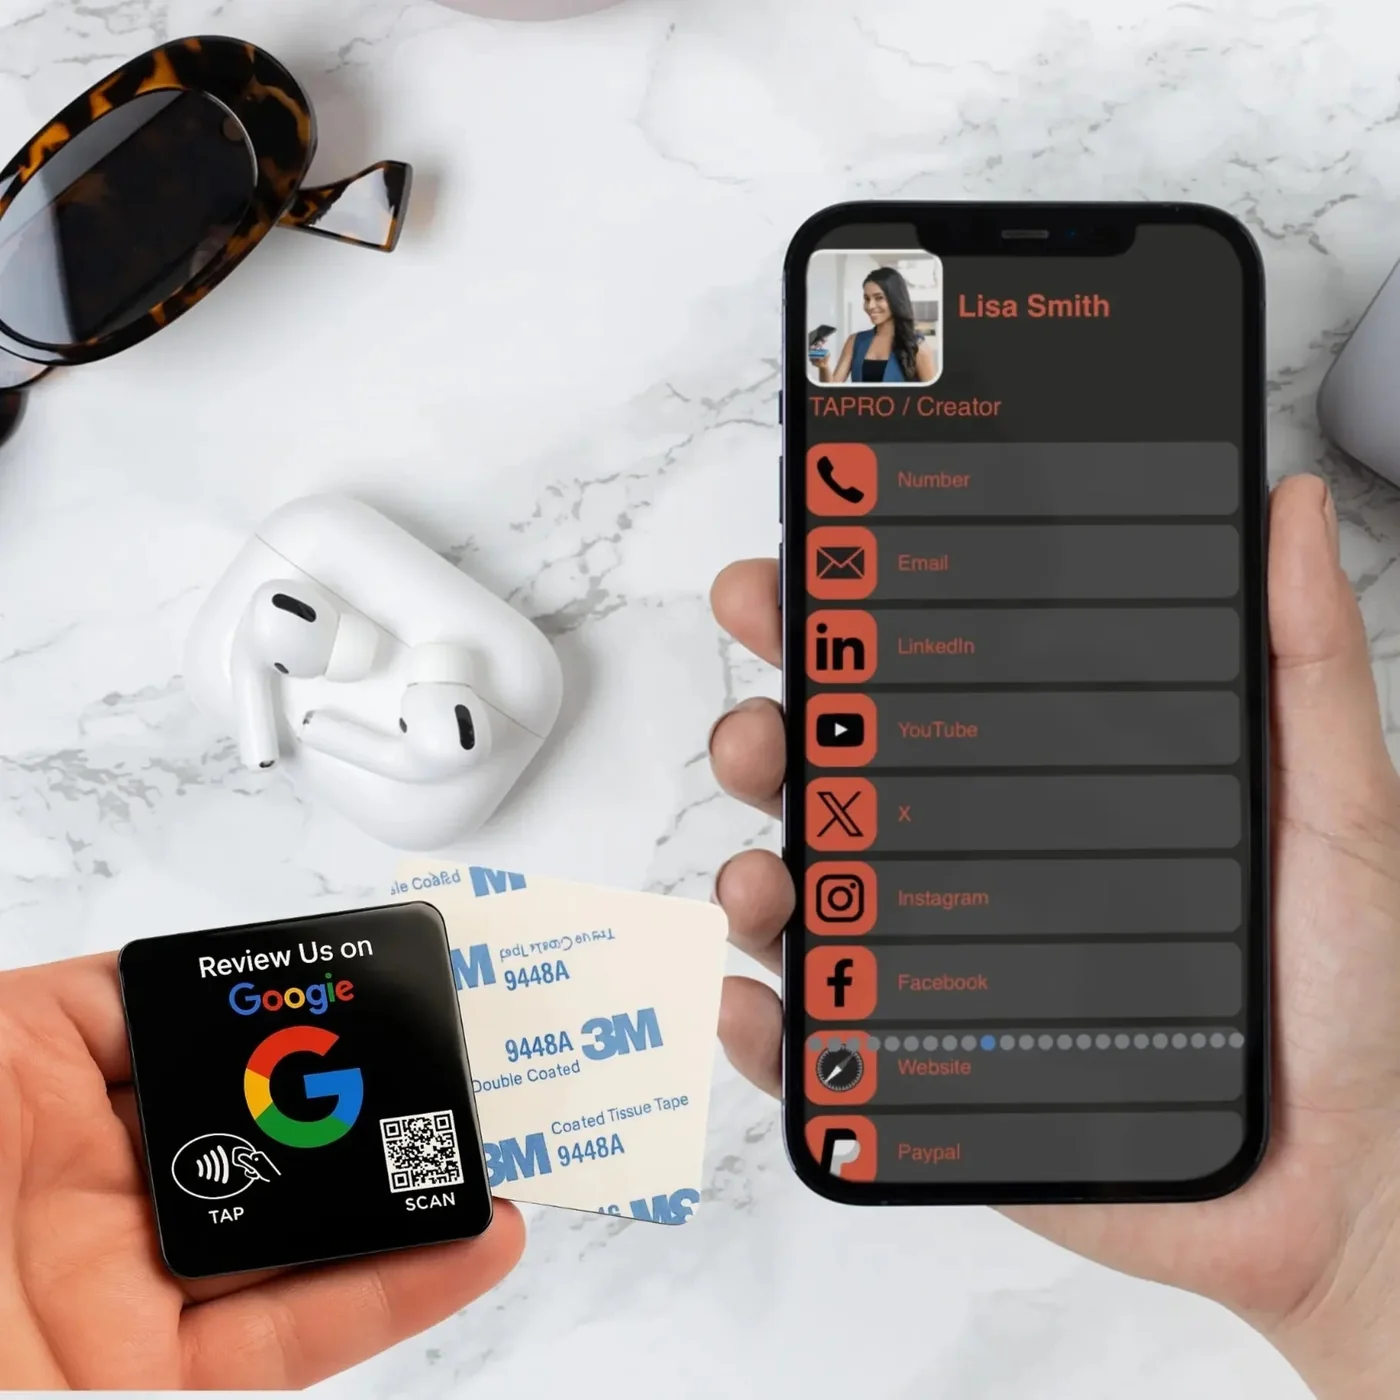 Lisa Smith
TAPRO / Creator
Number
Email
LinkedIn
YouTube
X
Instagram
Facebook
Website
Paypal
Review Us on
Google
TAP
SCAN
9448A
9448A 3M
Double Coated
Coated Tissue Tape
3M 9448A